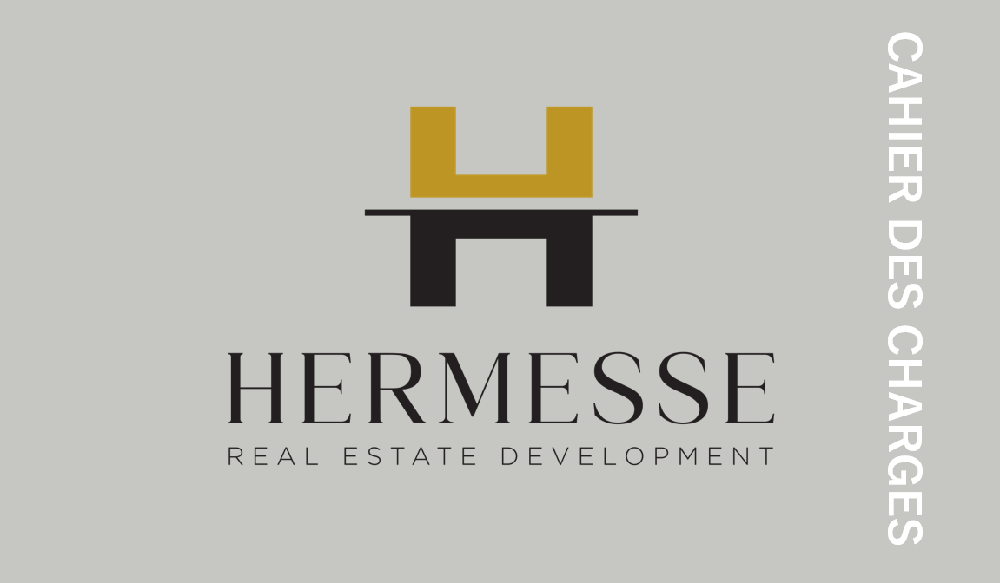 HERMESSE
REAL ESTATE DEVELOPMENT
CAHIER DES CHARGES